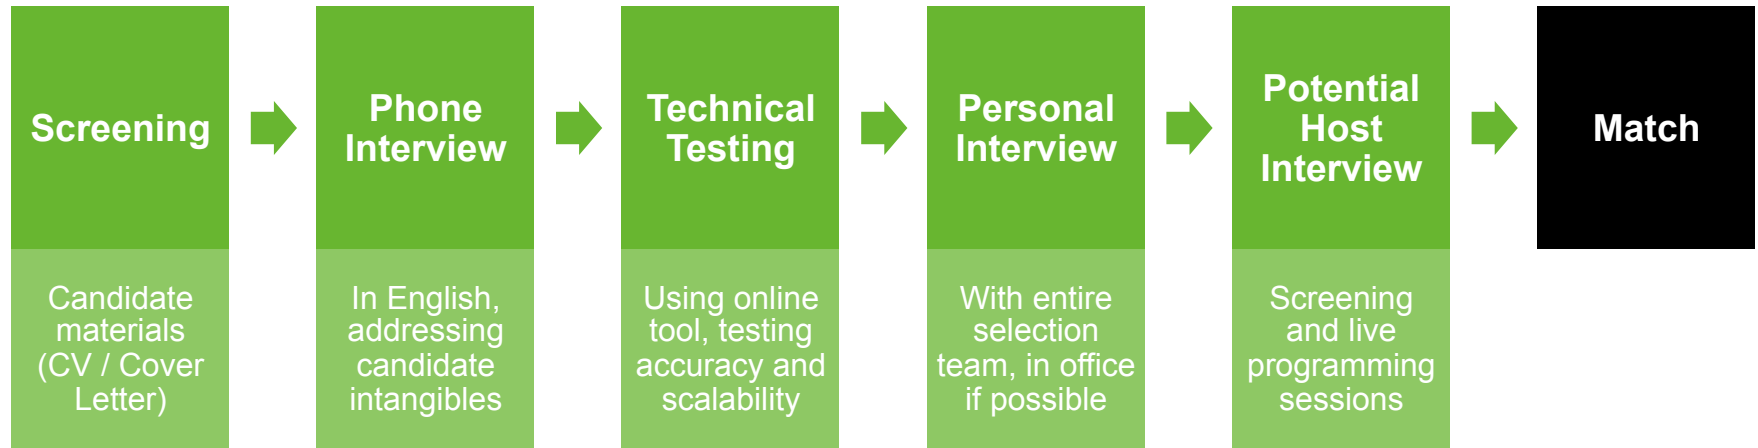 Screening
Phone
Interview
Technical
Testing
Personal
Interview
Potential
Host
Interview
Match
Candidate
materials
(CV / Cover
Letter)
In English,
addressing
candidate
intangibles
Using online
tool, testing
accuracy and
scalability
With entire
selection
team, in office
if possible
Screening
and live
programming
sessions